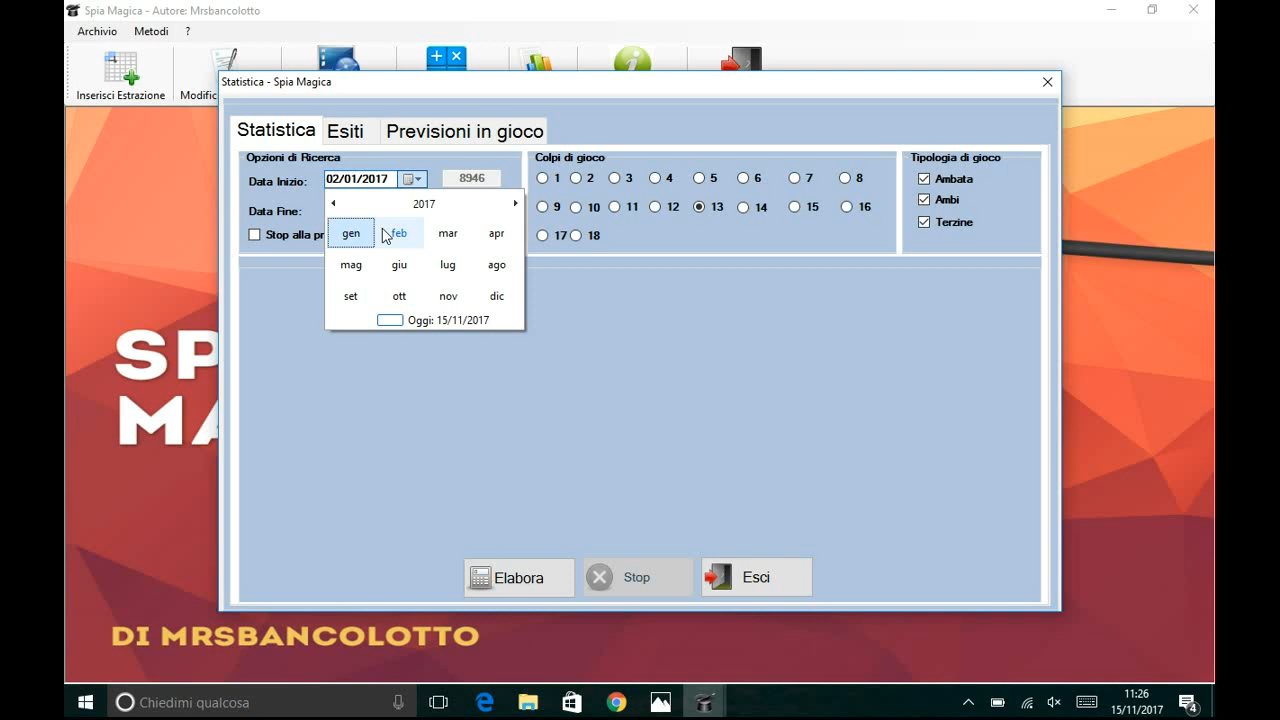 Spia Magica - Autore: Mrsbancolotto
Archivio Metodi ?
Inserisci Estrazione Modific
Statistica - Spia Magica
Statistica Esiti Previsioni in gioco
Opzioni di Ricerca Colpi di gioco Tipologia di gioco
Data Inizio: 02/01/2017 8946 1 2 3 4 5 6 7 8 Ambata
2017
Data Fine: 9 10 11 12 13 14 15 16 Ambi
Terzine
Stop alla pr gen feb mar apr 17 18
mag giu lug ago
set ott nov dic
Oggi: 15/11/2017
SP
MA
Elabora Stop Esci
DI MRSBANCOLOTTO
Chiedimi qualcosa
11:26
15/11/2017
4